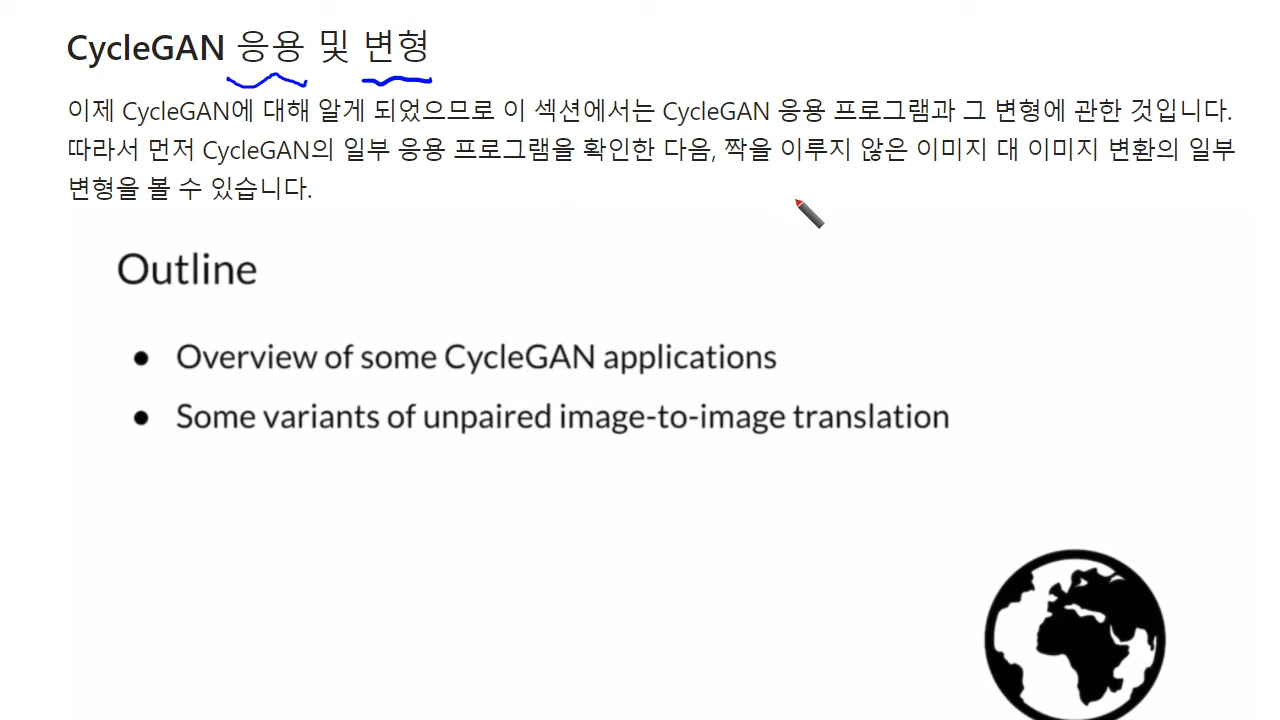 CycleGAN 응용 및 변형
이제 CycleGAN에 대해 알게 되었으므로 이 섹션에서는 CycleGAN 응용 프로그램과 그 변형에 관한 것입니다.
따라서 먼저 CycleGAN의 일부 응용 프로그램을 확인한 다음, 짝을 이루지 않은 이미지 대 이미지 변환의 일부
변형을 볼 수 있습니다.
Outline
● Overview of some CycleGAN applications
● Some variants of unpaired image-to-image translation